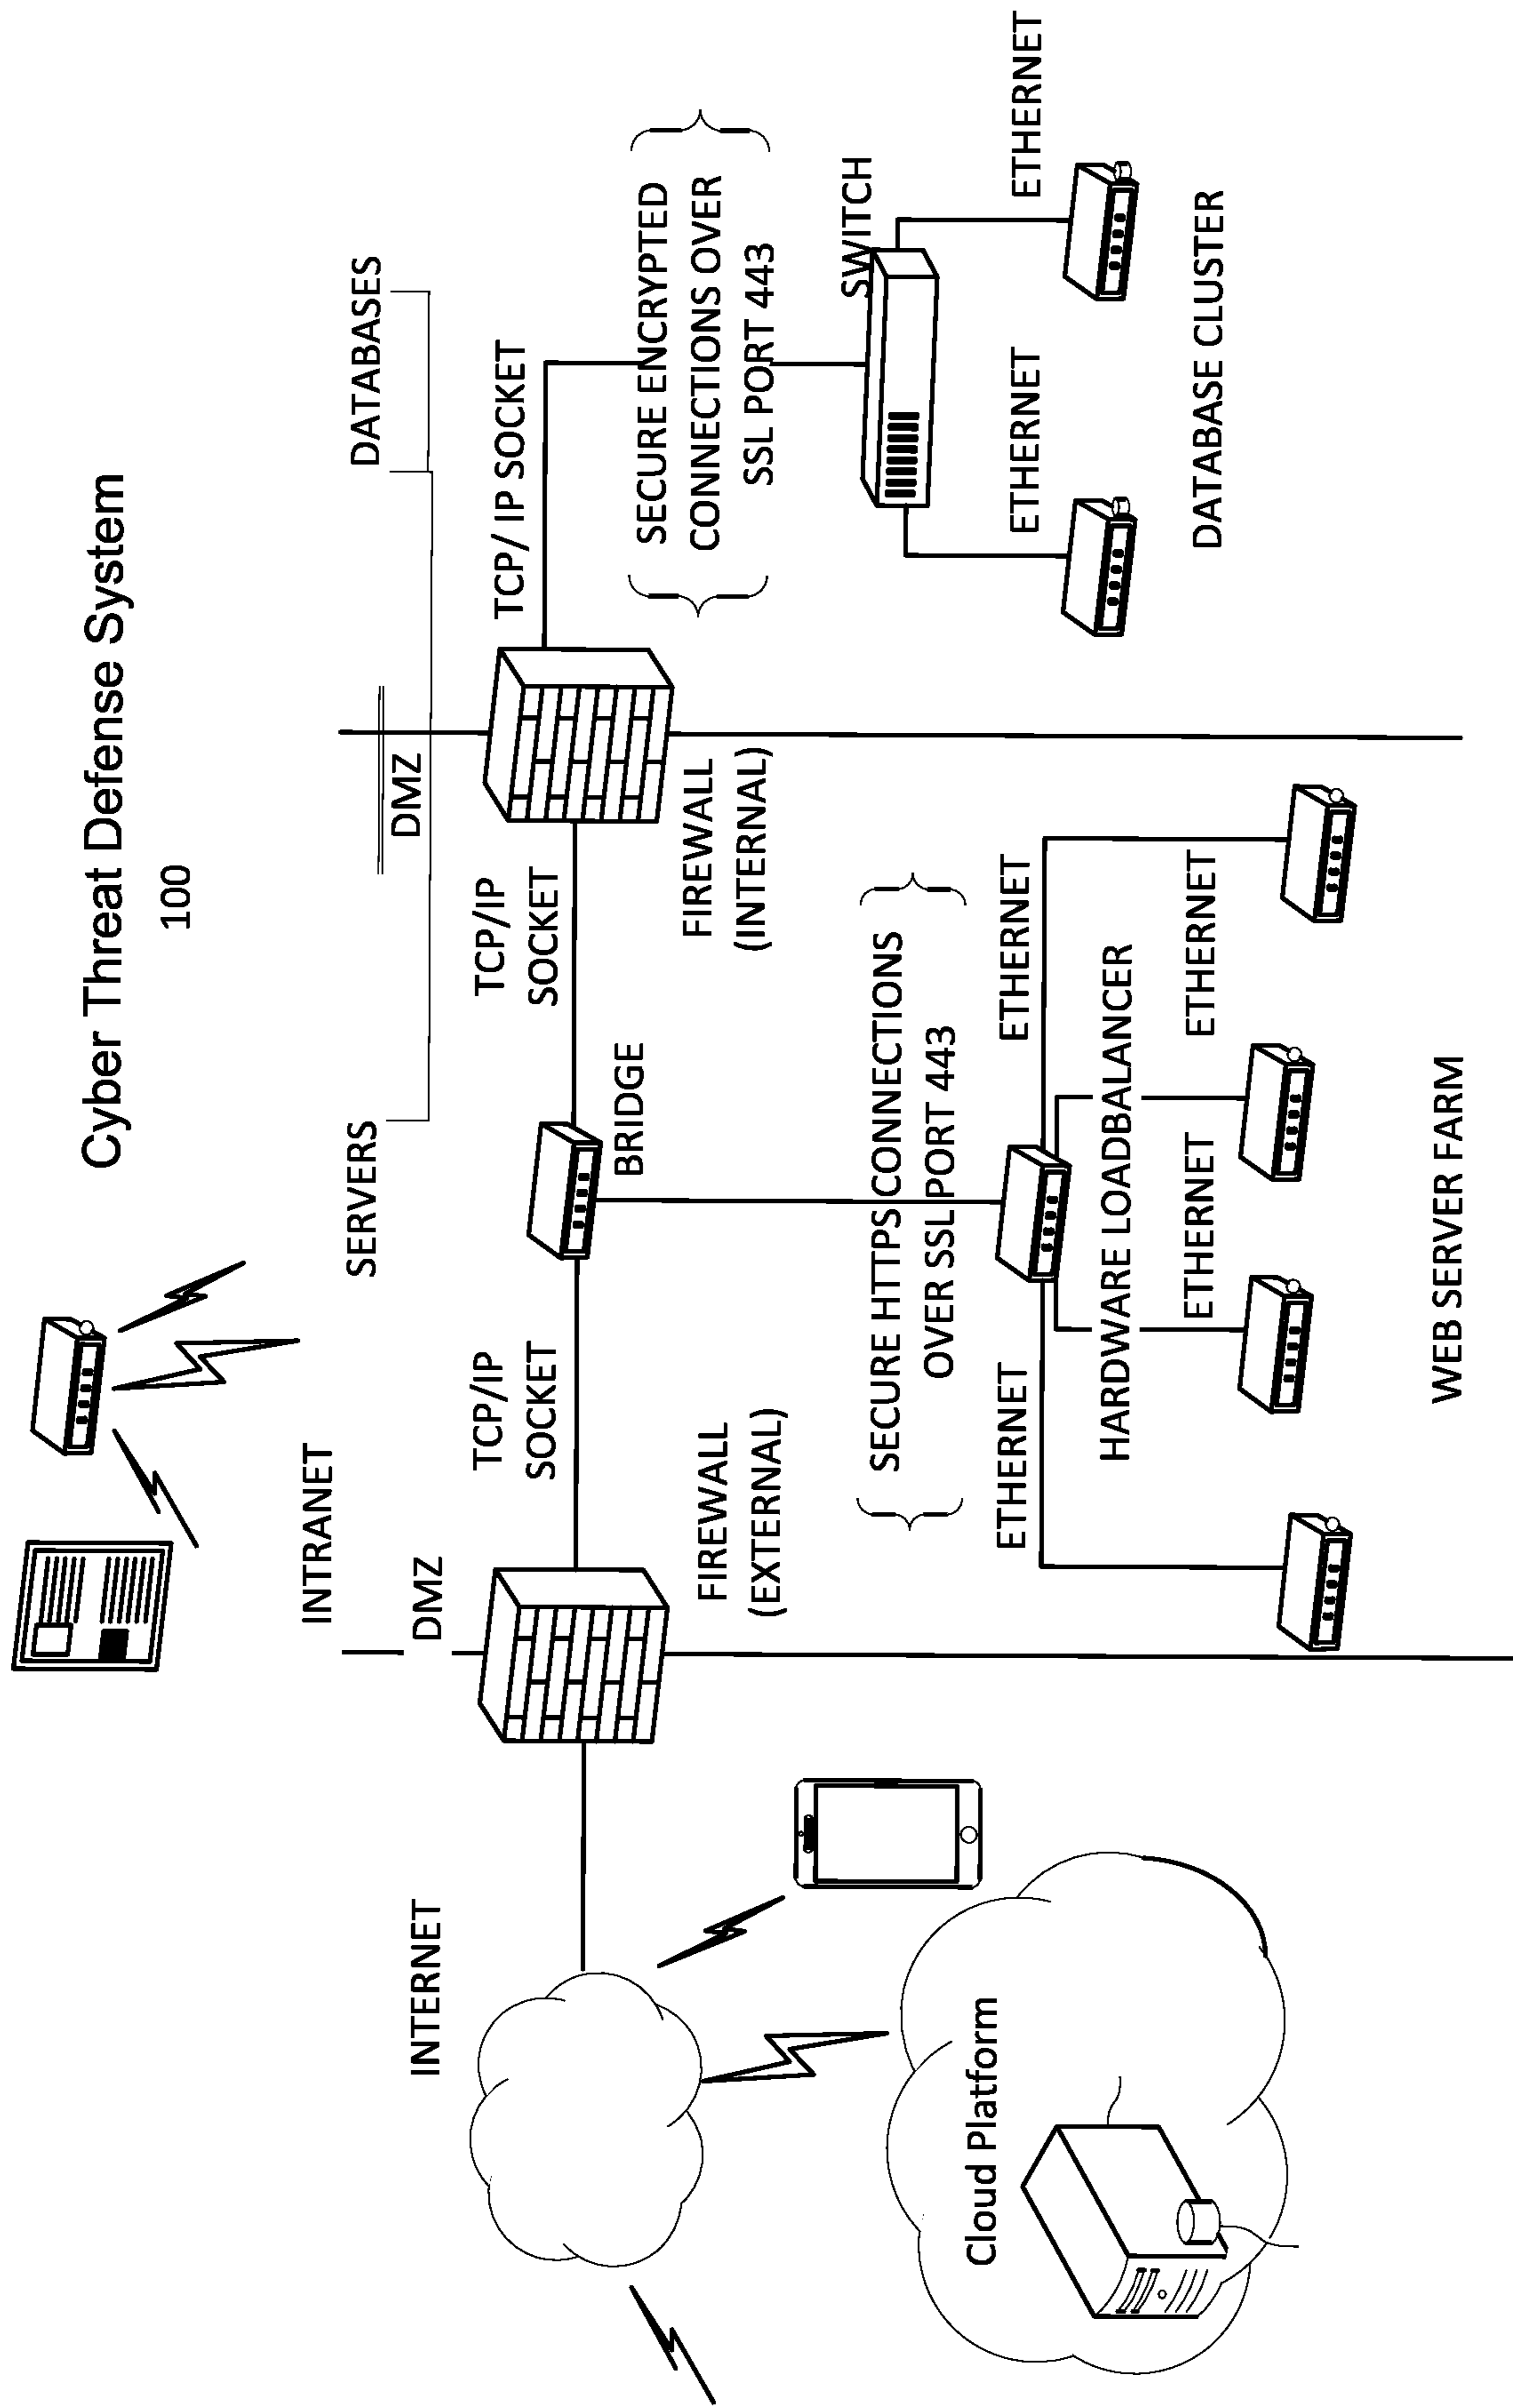 Cyber Threat Defense System
100
INTRANET
SERVERS
DATABASES
INTERNET
DMZ
DMZ
TCP/IP
SOCKET
TCP/IP
SOCKET
TCP/ IP SOCKET
BRIDGE
FIREWALL
(EXTERNAL)
FIREWALL
(INTERNAL)
SECURE ENCRYPTED
CONNECTIONS OVER
SSL PORT 443
SECURE HTTPS CONNECTIONS
OVER SSL PORT 443
SWITCH
Cloud Platform
ETHERNET
ETHERNET
ETHERNET
ETHERNET
HARDWARE LOADBALANCER
ETHERNET
ETHERNET
DATABASE CLUSTER
WEB SERVER FARM